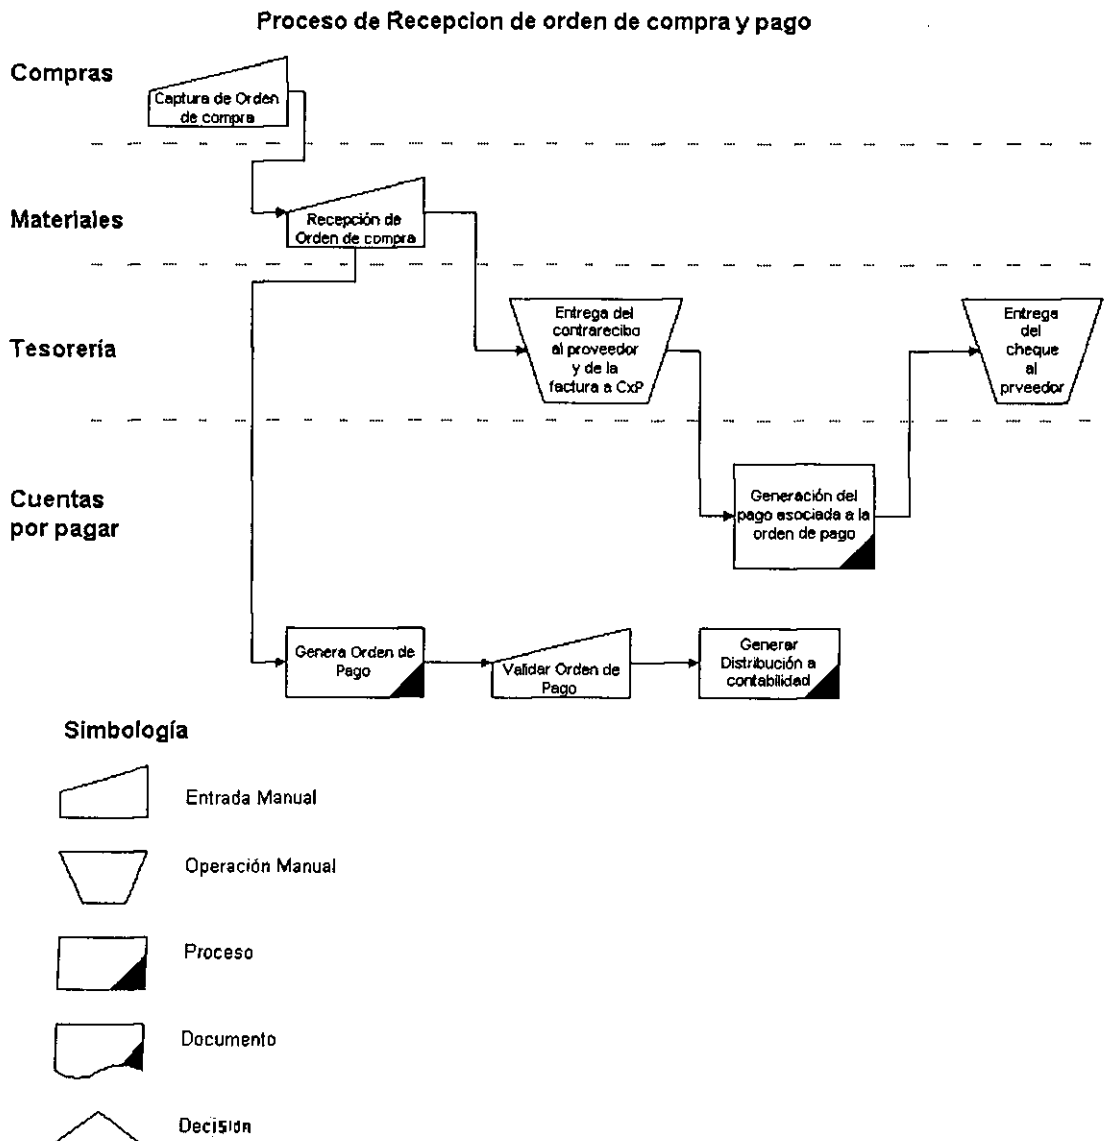 Proceso de Recepcion de orden de compra y pago
Compras
Captura de Orden
de compra
Materiales
Recepción de
Orden de compra
Tesorería
Entrega del
contrarecibo
al proveedor
y de la
factura a CxP
Entrega
del
cheque
al
prveedor
Cuentas
por pagar
Generación del
pago asociada a la
orden de pago
Genera Orden de
Pago
Validar Orden de
Pago
Generar
Distribución a
contabilidad
Simbología
Entrada Manual
Operación Manual
Proceso
Documento
Decisión